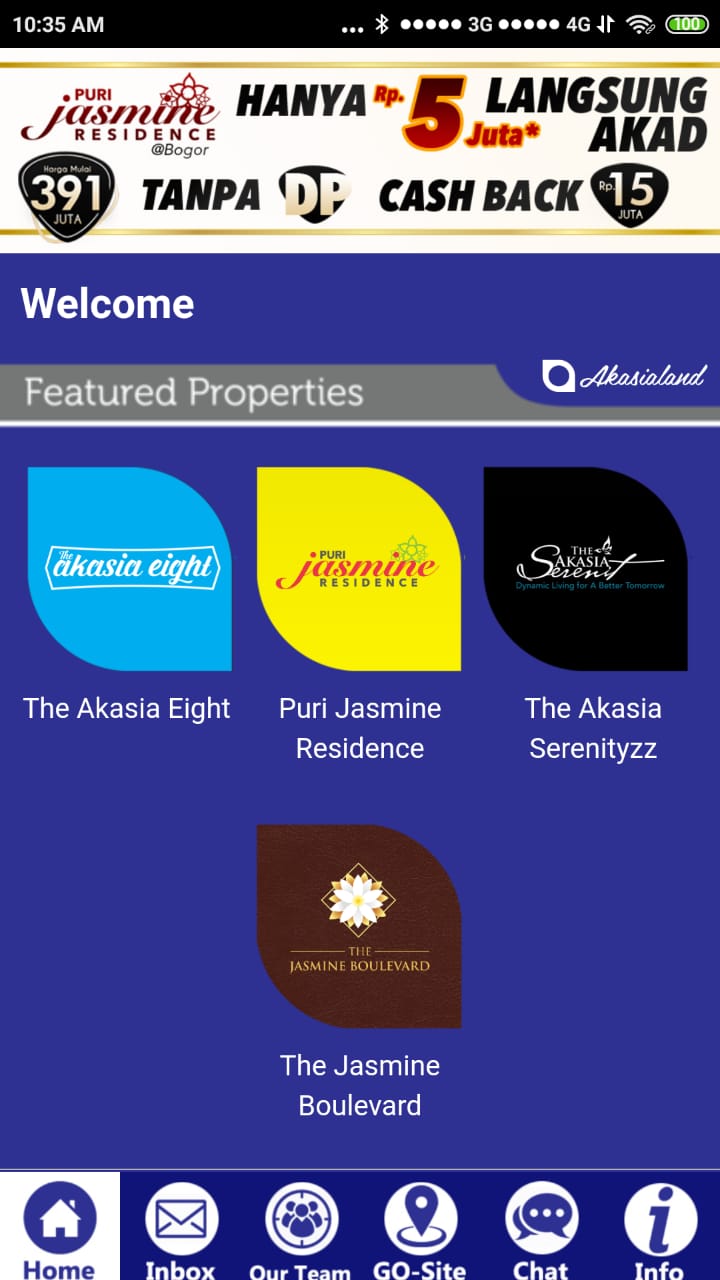 10:35 AM ... 3G 4G 100
PURI
jasmine
RESIDENCE
@Bogor
HANYA Rp. 5 Juta* LANGSUNG
AKAD
Harga Mulai
391
JUTA
TANPA DP CASH BACK Rp. 15
JUTA
Welcome
Featured Properties
Akasialand
The
akasia eight
PURI
jasmine
RESIDENCE
THE
AKASIA
Serenity
Dynamic Living for A Better Tomorrow
The Akasia Eight
Puri Jasmine
Residence
The Akasia
Serenityzz
THE
JASMINE BOULEVARD
The Jasmine
Boulevard
Home Inbox Our Team GO-Site Chat Info